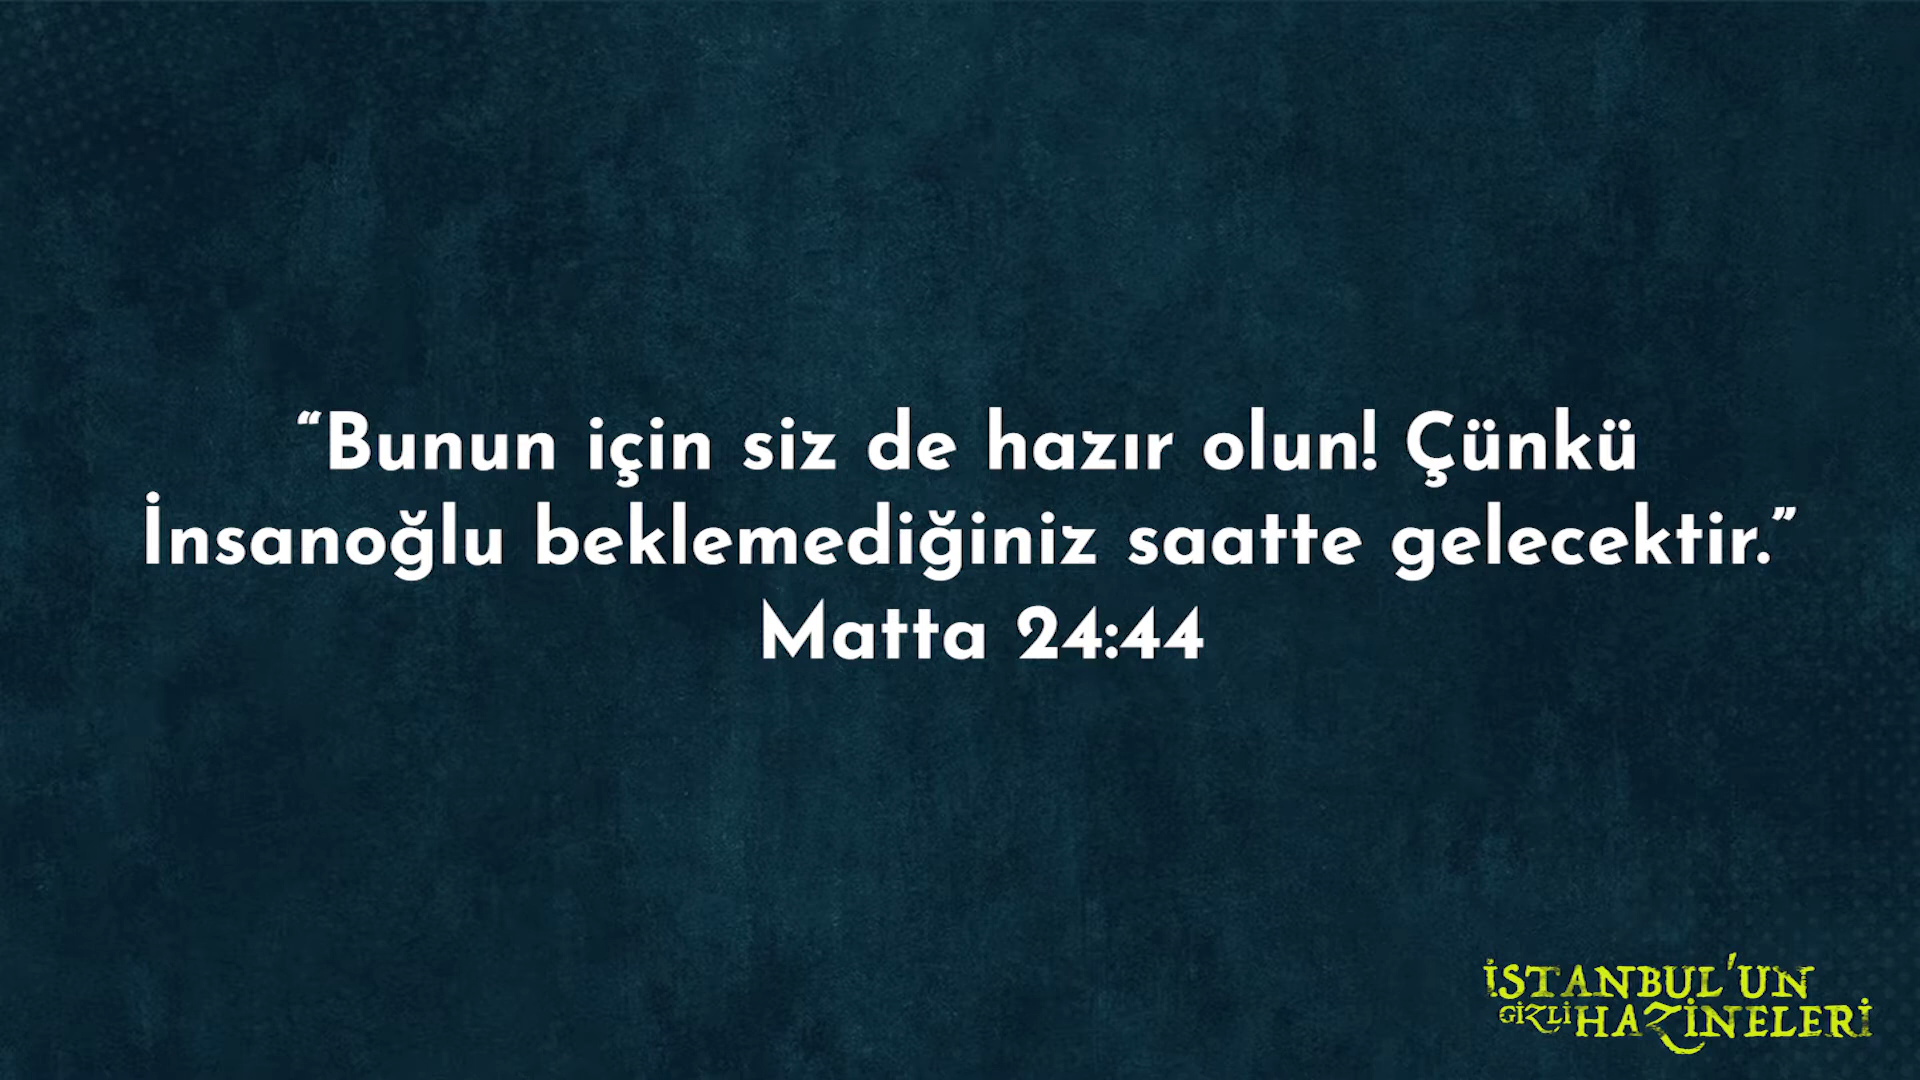 “Bunun için siz de hazır olun! Çünkü
İnsanoğlu beklemediğiniz saatte gelecektir.”
Matta 24:44
İSTANBUL'UN
GİZLİ HAZİNELERİ